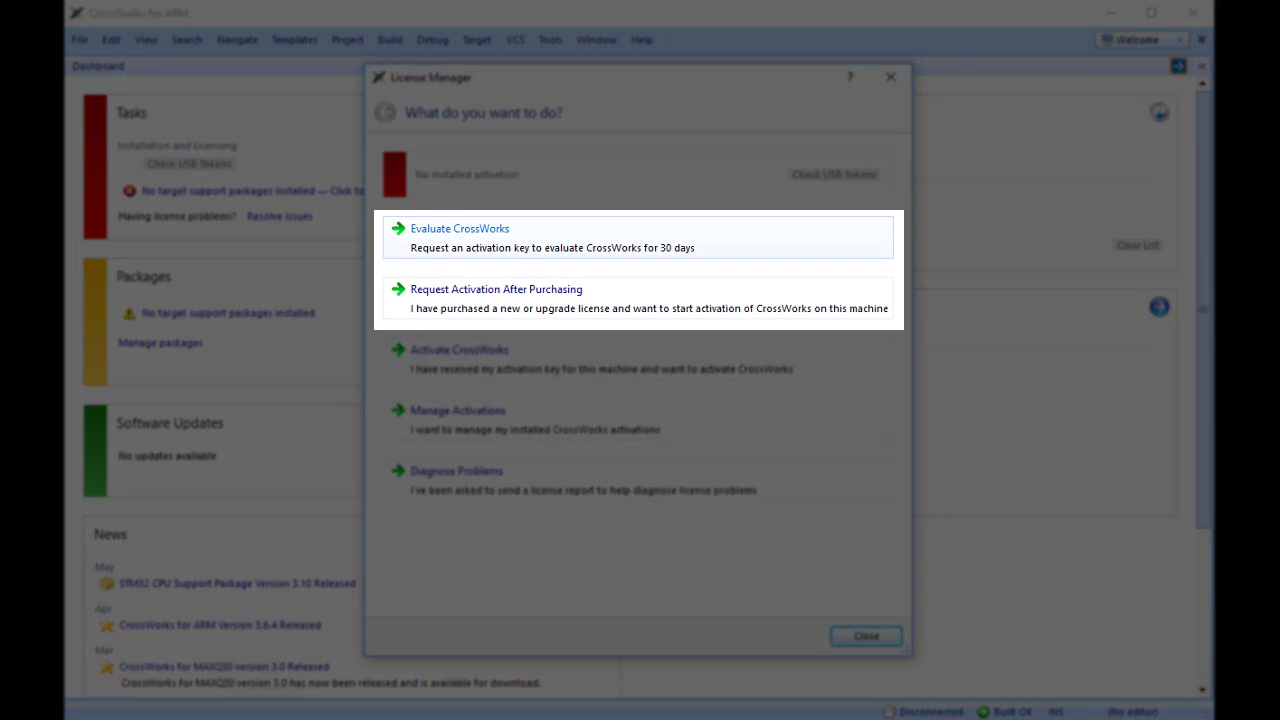 CrossStudio for ARM
File Edit View Search Navigate Templates Project Build Debug Target VCS Tools Window Help
Welcome
Dashboard
Tasks
Installation and Licensing
Check USB Tokens
No target support packages installed — Click to
Having license problems? Resolve issues
Packages
No target support packages installed
Manage packages
Software Updates
No updates available
News
May
STM32 CPU Support Package Version 3.10 Released
Apr
CrossWorks for ARM Version 3.6.4 Released
Mar
CrossWorks for MAXQ30 version 3.0 Released
CrossWorks for MAXQ30 version 3.0 has now been released and is available for download.
License Manager
?
What do you want to do?
No installed activation
Check USB Tokens
Evaluate CrossWorks
Request an activation key to evaluate CrossWorks for 30 days
Request Activation After Purchasing
I have purchased a new or upgrade license and want to start activation of CrossWorks on this machine
Activate CrossWorks
I have received my activation key for this machine and want to activate CrossWorks
Manage Activations
I want to manage my installed CrossWorks activations
Diagnose Problems
I've been asked to send a license report to help diagnose license problems
Close
Clear List
Disconnected Built OK INS (No editor)